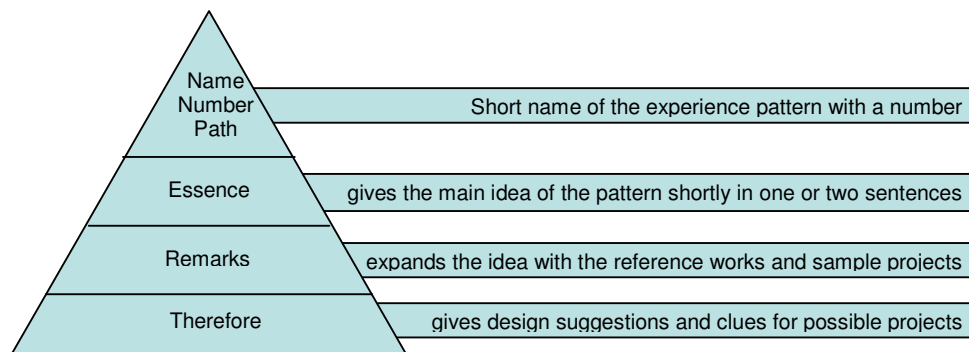 Name
Number
Path
Short name of the experience pattern with a number
Essence
gives the main idea of the pattern shortly in one or two sentences
Remarks
expands the idea with the reference works and sample projects
Therefore
gives design suggestions and clues for possible projects